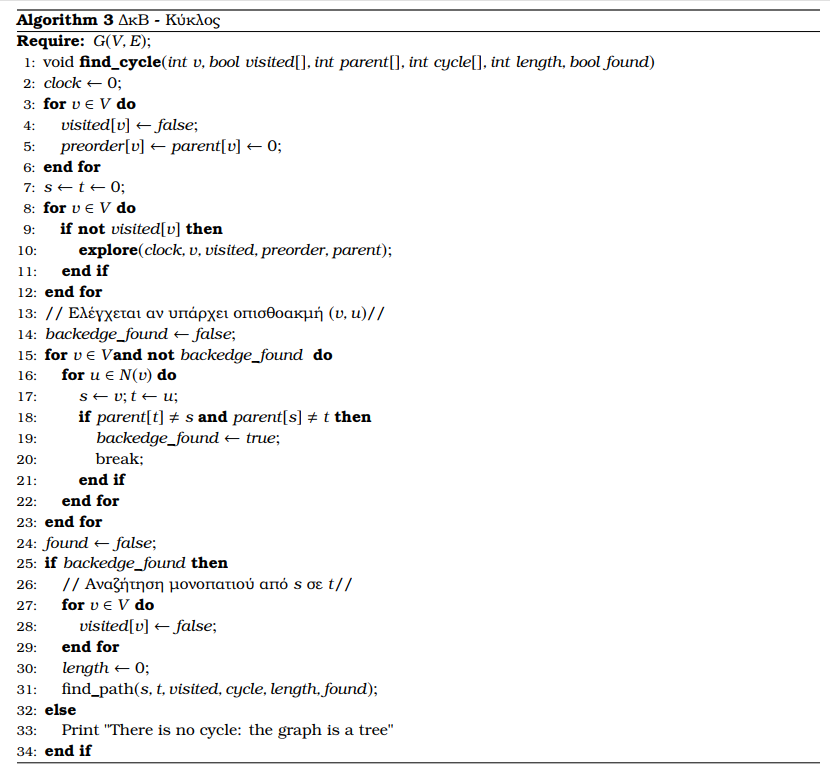 Algorithm 3 ΔκΒ - Κύκλος
Require: G(V, E);
1: void find_cycle(int v, bool visited[], int parent[], int cycle[], int length, bool found)
2: clock ← 0;
3: for v ∈ V do
4: visited[v] ← false;
5: preorder[v] ← parent[v] ← 0;
6: end for
7: s ← t ← 0;
8: for v ∈ V do
9: if not visited[v] then
10: explore(clock, v, visited, preorder, parent);
11: end if
12: end for
13: // Ελέγχεται αν υπάρχει οπισθοακμή (v, u)//
14: backedge_found ← false;
15: for v ∈ Vand not backedge_found do
16: for u ∈ N(v) do
17: s ← v; t ← u;
18: if parent[t] ≠ s and parent[s] ≠ t then
19: backedge_found ← true;
20: break;
21: end if
22: end for
23: end for
24: found ← false;
25: if backedge_found then
26: // Αναζήτηση μονοπατιού από s σε t//
27: for v ∈ V do
28: visited[v] ← false;
29: end for
30: length ← 0;
31: find_path(s, t, visited, cycle, length, found);
32: else
33: Print "There is no cycle: the graph is a tree"
34: end if